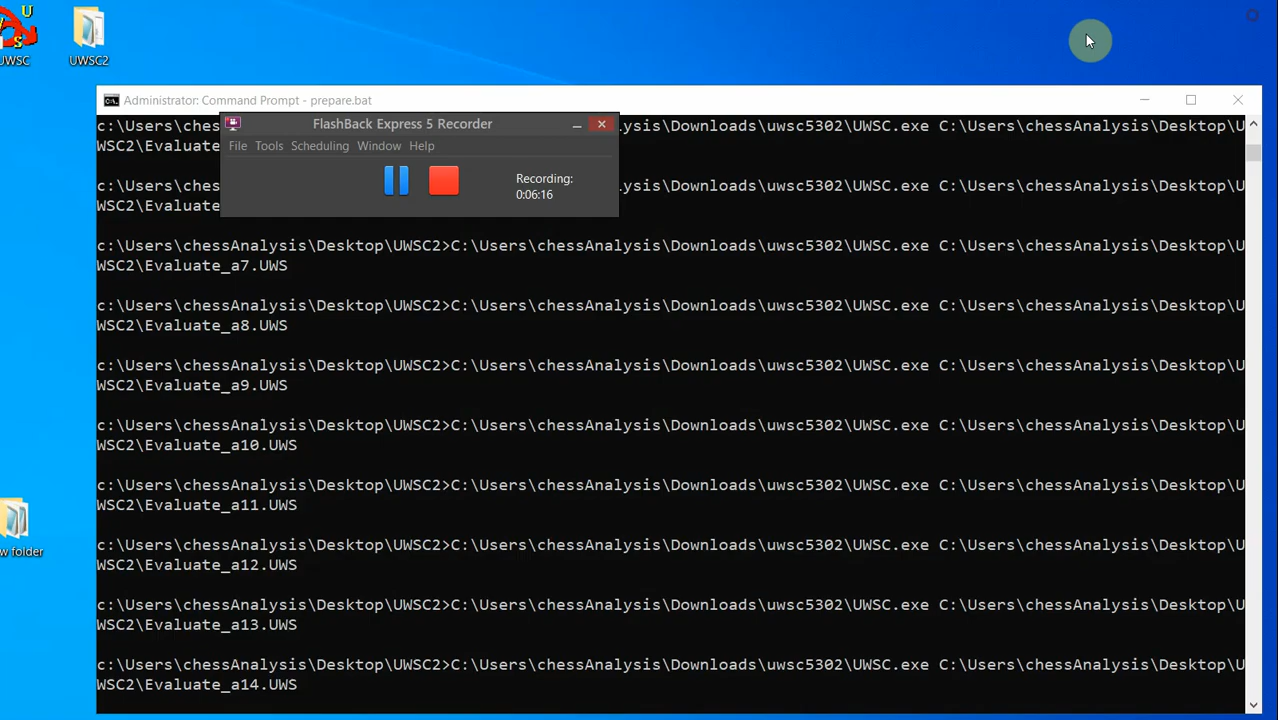 U
S
UWSC
UWSC2
Administrator: Command Prompt - prepare.bat
c:\Users\ches
lysis\Downloads\uwsc5302\UWSC.exe C:\Users\chessAnalysis\Desktop\U
WSC2\Evaluate
FlashBack Express 5 Recorder
File Tools Scheduling Window Help
Recording:
0:06:16
c:\Users\ches
lysis\Downloads\uwsc5302\UWSC.exe C:\Users\chessAnalysis\Desktop\U
WSC2\Evaluate
c:\Users\chessAnalysis\Desktop\UWSC2>C:\Users\chessAnalysis\Downloads\uwsc5302\UWSC.exe C:\Users\chessAnalysis\Desktop\U
WSC2\Evaluate_a7.UWS
c:\Users\chessAnalysis\Desktop\UWSC2>C:\Users\chessAnalysis\Downloads\uwsc5302\UWSC.exe C:\Users\chessAnalysis\Desktop\U
WSC2\Evaluate_a8.UWS
c:\Users\chessAnalysis\Desktop\UWSC2>C:\Users\chessAnalysis\Downloads\uwsc5302\UWSC.exe C:\Users\chessAnalysis\Desktop\U
WSC2\Evaluate_a9.UWS
c:\Users\chessAnalysis\Desktop\UWSC2>C:\Users\chessAnalysis\Downloads\uwsc5302\UWSC.exe C:\Users\chessAnalysis\Desktop\U
WSC2\Evaluate_a10.UWS
c:\Users\chessAnalysis\Desktop\UWSC2>C:\Users\chessAnalysis\Downloads\uwsc5302\UWSC.exe C:\Users\chessAnalysis\Desktop\U
WSC2\Evaluate_a11.UWS
c:\Users\chessAnalysis\Desktop\UWSC2>C:\Users\chessAnalysis\Downloads\uwsc5302\UWSC.exe C:\Users\chessAnalysis\Desktop\U
WSC2\Evaluate_a12.UWS
w folder
c:\Users\chessAnalysis\Desktop\UWSC2>C:\Users\chessAnalysis\Downloads\uwsc5302\UWSC.exe C:\Users\chessAnalysis\Desktop\U
WSC2\Evaluate_a13.UWS
c:\Users\chessAnalysis\Desktop\UWSC2>C:\Users\chessAnalysis\Downloads\uwsc5302\UWSC.exe C:\Users\chessAnalysis\Desktop\U
WSC2\Evaluate_a14.UWS